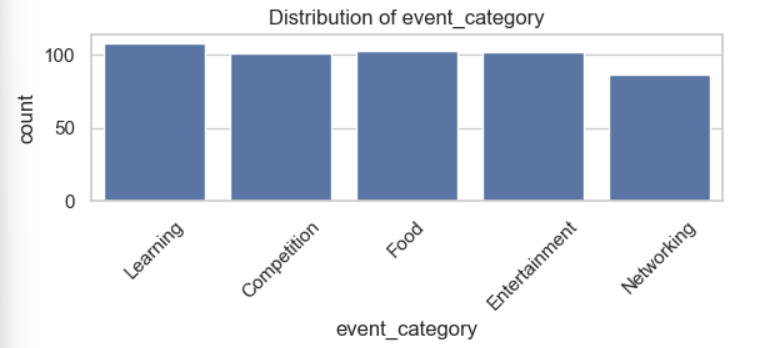 Distribution of event_category
count
100
50
0
Learning
Competition
Food
Entertainment
Networking
event_category